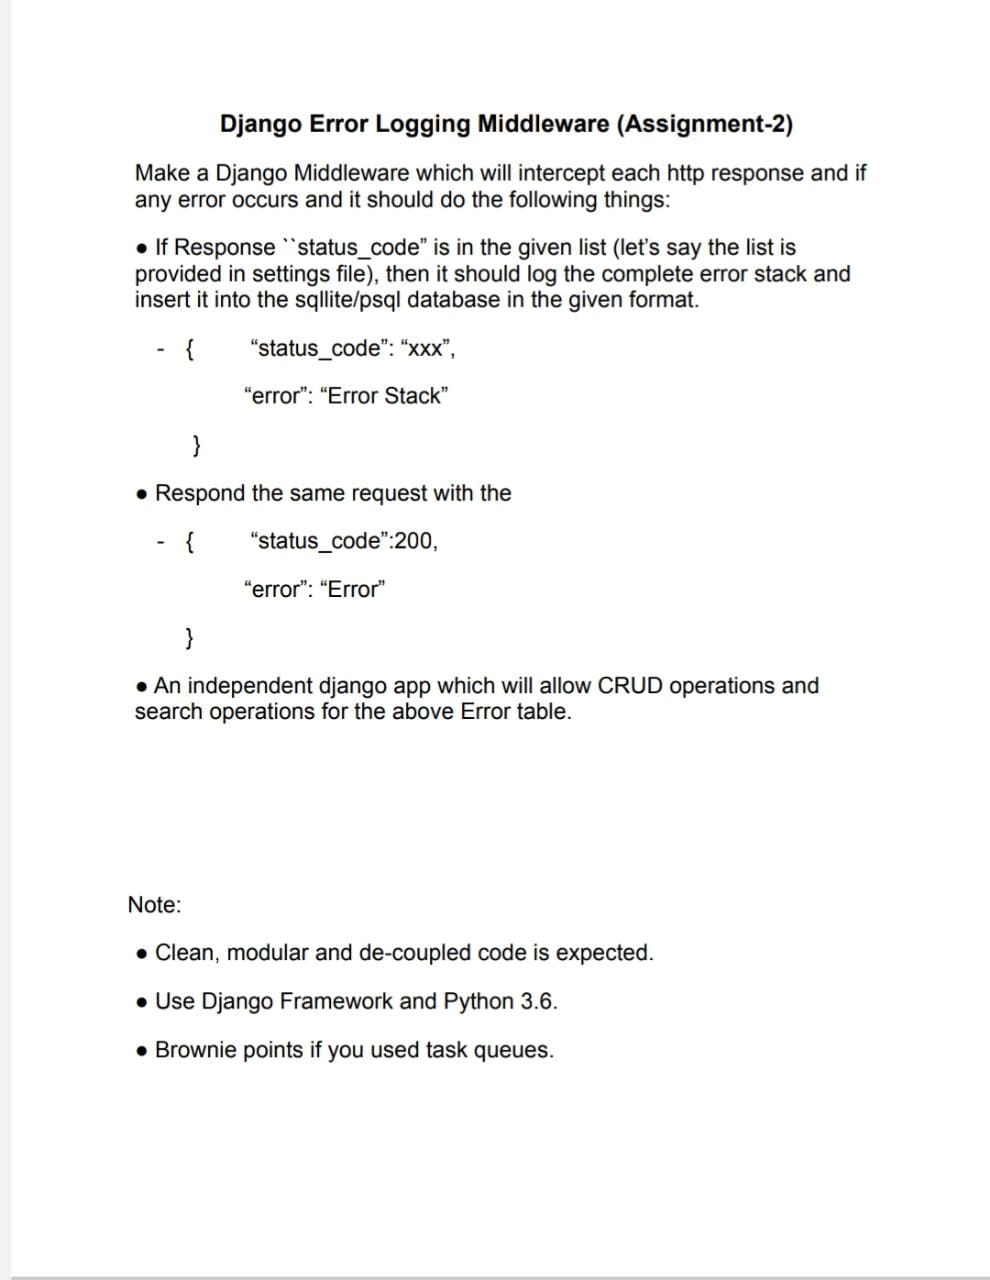 Django Error Logging Middleware (Assignment-2)
Make a Django Middleware which will intercept each http response and if
any error occurs and it should do the following things:
● If Response ``status_code” is in the given list (let’s say the list is
provided in settings file), then it should log the complete error stack and
insert it into the sqllite/psql database in the given format.
- { “status_code”: “xxx”,
“error”: “Error Stack”
}
● Respond the same request with the
- { “status_code”:200,
“error”: “Error”
}
● An independent django app which will allow CRUD operations and
search operations for the above Error table.
Note:
● Clean, modular and de-coupled code is expected.
● Use Django Framework and Python 3.6.
● Brownie points if you used task queues.